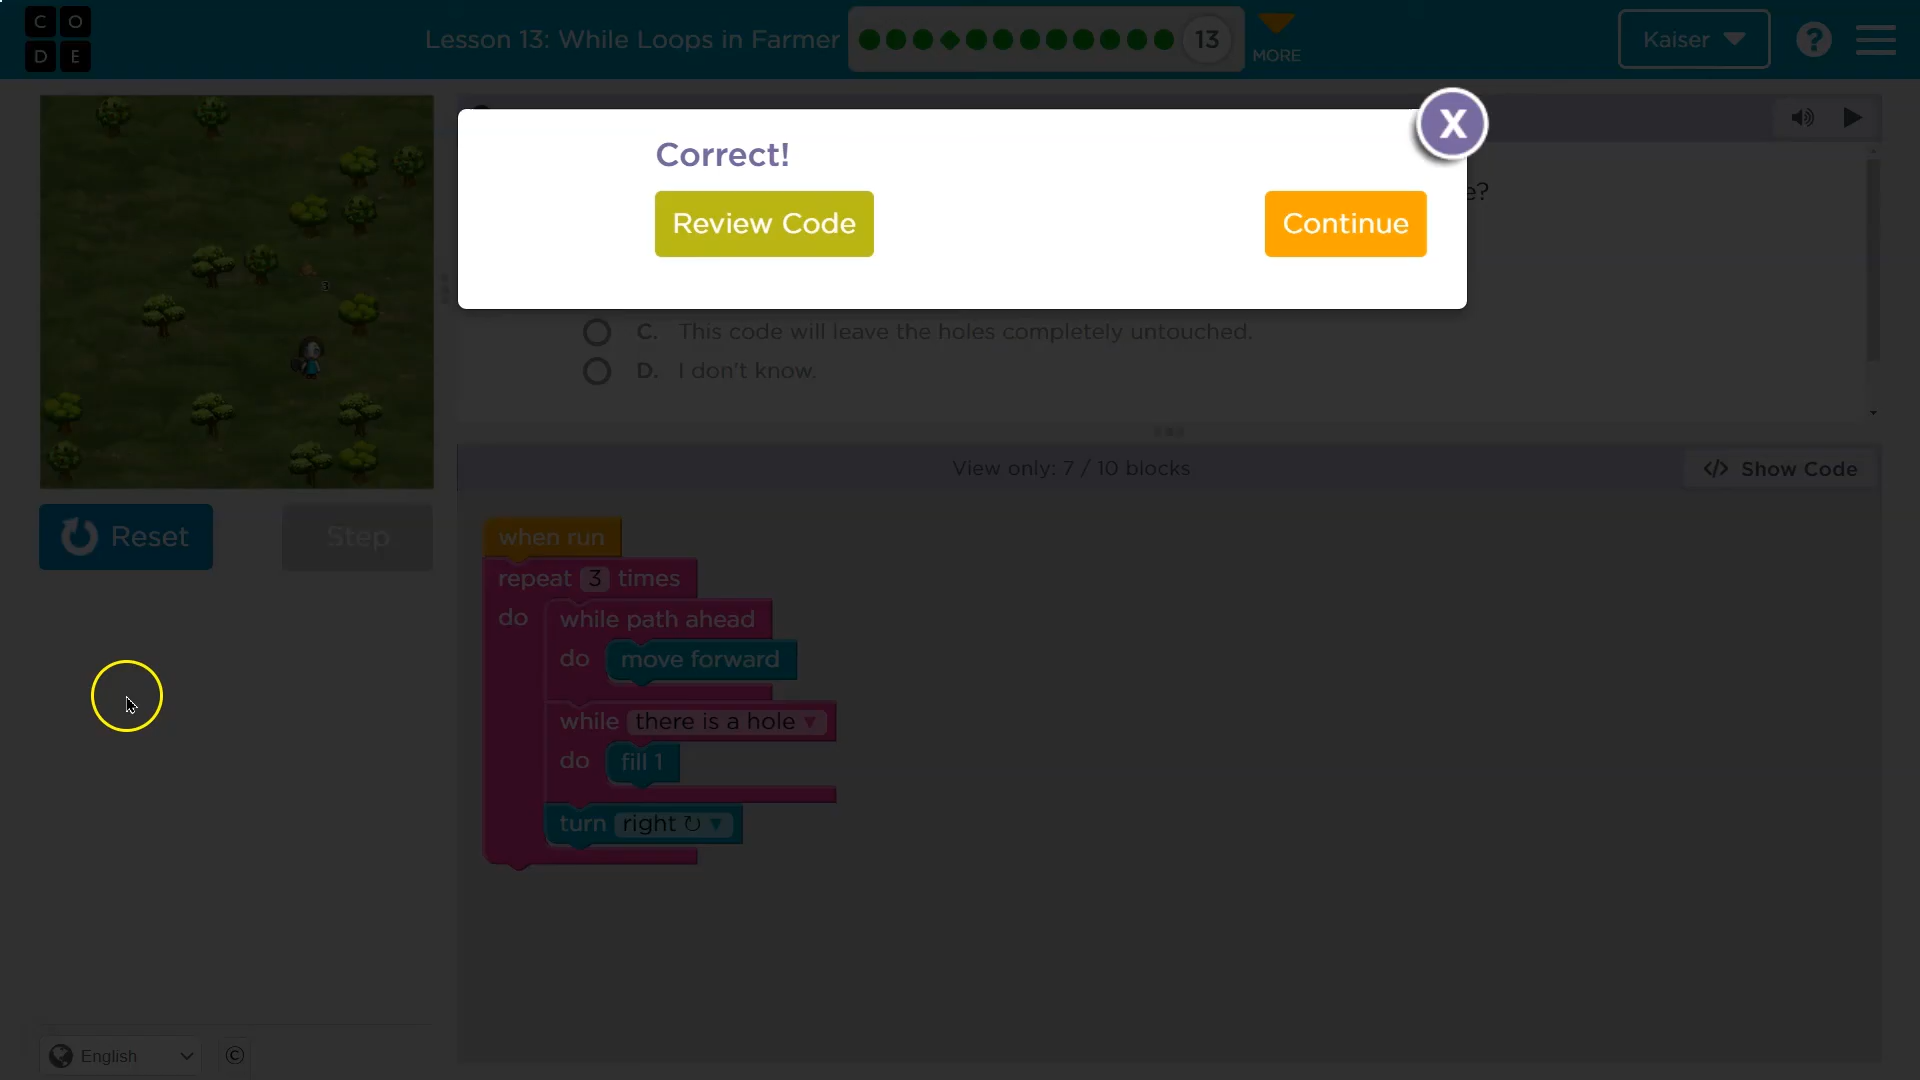 CODE
Lesson 13: While Loops in Farmer
13
MORE
Kaiser
?
X
Correct!
Review Code
Continue
e?
C. This code will leave the holes completely untouched.
D. I don't know.
3
Reset
Step
View only: 7 / 10 blocks
</> Show Code
when run
repeat 3 times
do
while path ahead
do move forward
while there is a hole
do fill 1
turn right ↻
English
©